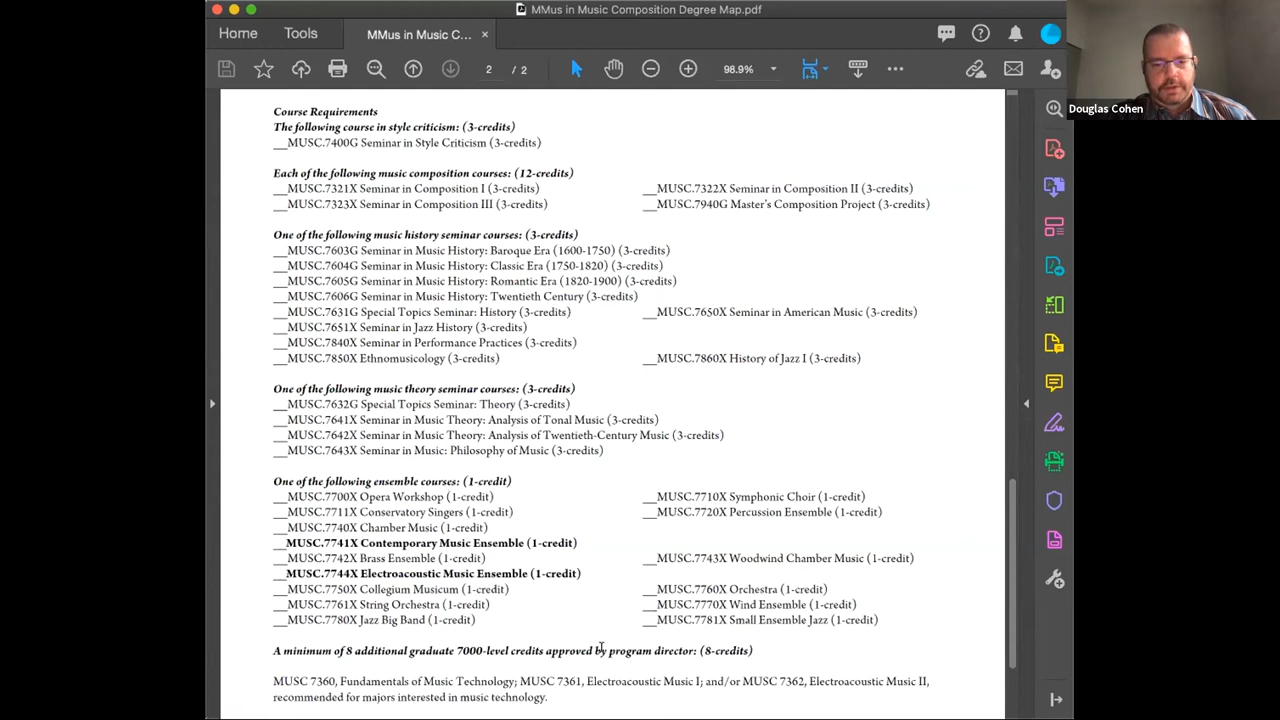 MMus in Music Composition Degree Map.pdf
Home
Tools
MMus in Music C...
×
2 / 2
98.9%
Douglas Cohen
Course Requirements
The following course in style criticism: (3-credits)
__MUSC.7400G Seminar in Style Criticism (3-credits)
Each of the following music composition courses: (12-credits)
__MUSC.7321X Seminar in Composition I (3-credits) __MUSC.7322X Seminar in Composition II (3-credits)
__MUSC.7323X Seminar in Composition III (3-credits) __MUSC.7940G Master's Composition Project (3-credits)
One of the following music history seminar courses: (3-credits)
__MUSC.7603G Seminar in Music History: Baroque Era (1600-1750) (3-credits)
__MUSC.7604G Seminar in Music History: Classic Era (1750-1820) (3-credits)
__MUSC.7605G Seminar in Music History: Romantic Era (1820-1900) (3-credits)
__MUSC.7606G Seminar in Music History: Twentieth Century (3-credits)
__MUSC.7631G Special Topics Seminar: History (3-credits) __MUSC.7650X Seminar in American Music (3-credits)
__MUSC.7651X Seminar in Jazz History (3-credits)
__MUSC.7840X Seminar in Performance Practices (3-credits)
__MUSC.7850X Ethnomusicology (3-credits) __MUSC.7860X History of Jazz I (3-credits)
One of the following music theory seminar courses: (3-credits)
__MUSC.7632G Special Topics Seminar: Theory (3-credits)
__MUSC.7641X Seminar in Music Theory: Analysis of Tonal Music (3-credits)
__MUSC.7642X Seminar in Music Theory: Analysis of Twentieth-Century Music (3-credits)
__MUSC.7643X Seminar in Music: Philosophy of Music (3-credits)
One of the following ensemble courses: (1-credit)
__MUSC.7700X Opera Workshop (1-credit) __MUSC.7710X Symphonic Choir (1-credit)
__MUSC.7711X Conservatory Singers (1-credit) __MUSC.7720X Percussion Ensemble (1-credit)
__MUSC.7740X Chamber Music (1-credit)
__MUSC.7741X Contemporary Music Ensemble (1-credit)
__MUSC.7742X Brass Ensemble (1-credit) __MUSC.7743X Woodwind Chamber Music (1-credit)
__MUSC.7744X Electroacoustic Music Ensemble (1-credit)
__MUSC.7750X Collegium Musicum (1-credit) __MUSC.7760X Orchestra (1-credit)
__MUSC.7761X String Orchestra (1-credit) __MUSC.7770X Wind Ensemble (1-credit)
__MUSC.7780X Jazz Big Band (1-credit) __MUSC.7781X Small Ensemble Jazz (1-credit)
A minimum of 8 additional graduate 7000-level credits approved by program director: (8-credits)
MUSC 7360, Fundamentals of Music Technology; MUSC 7361, Electroacoustic Music I; and/or MUSC 7362, Electroacoustic Music II,
recommended for majors interested in music technology.